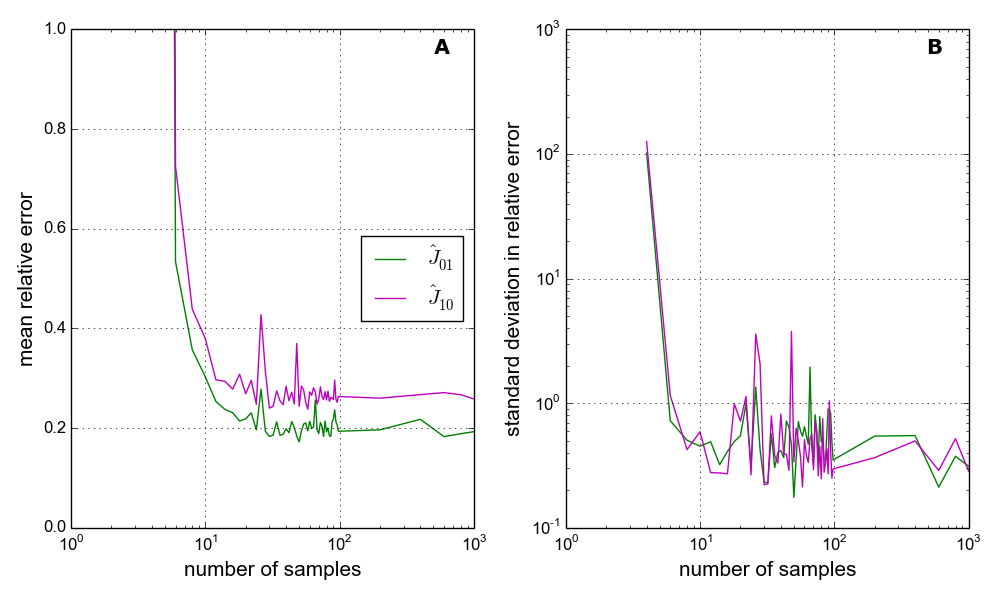 A
mean relative error
1.0
0.8
0.6
0.4
0.2
0.0
10^0
10^1
10^2
10^3
number of samples
Ĵ_01
Ĵ_10
B
standard deviation in relative error
10^3
10^2
10^1
10^0
10^-1
10^0
10^1
10^2
10^3
number of samples